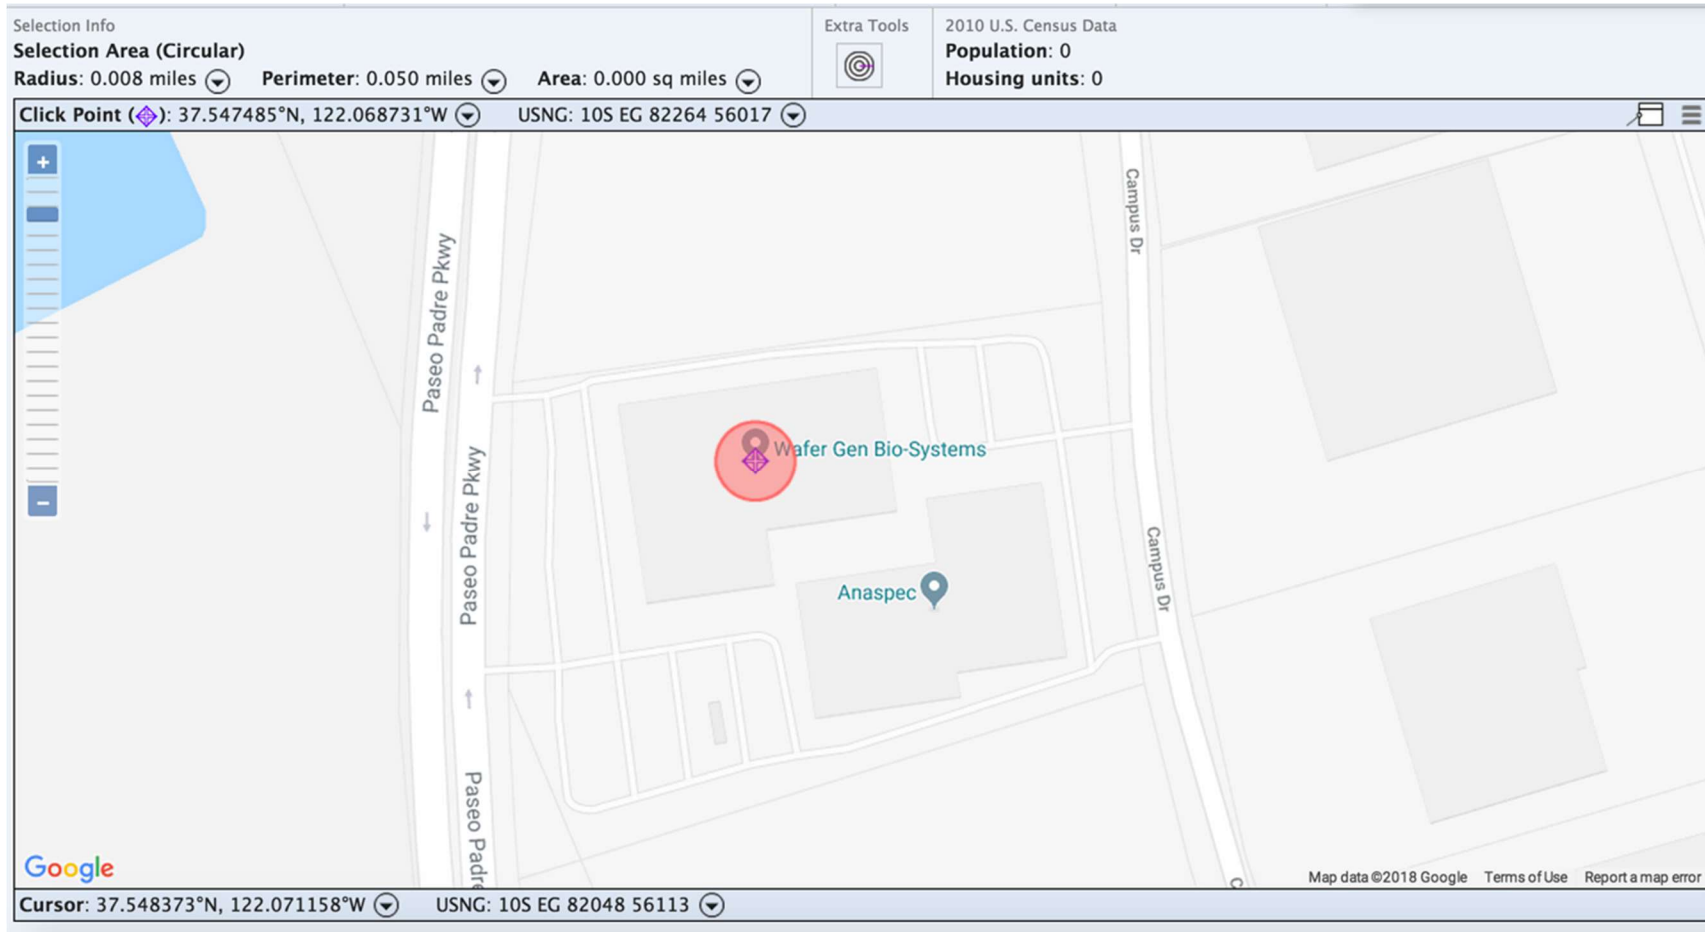 Selection Info
Selection Area (Circular)
Radius: 0.008 miles Perimeter: 0.050 miles Area: 0.000 sq miles
Extra Tools
2010 U.S. Census Data
Population: 0
Housing units: 0
Click Point ( ): 37.547485°N, 122.068731°W USNG: 10S EG 82264 56017
+
Campus Dr
Paseo Padre Pkwy
Wafer Gen Bio-Systems
Paseo Padre Pkwy
−
Campus Dr
Anaspec
Paseo Padre
Google
C
Map data ©2018 Google Terms of Use Report a map error
Cursor: 37.548373°N, 122.071158°W USNG: 10S EG 82048 56113